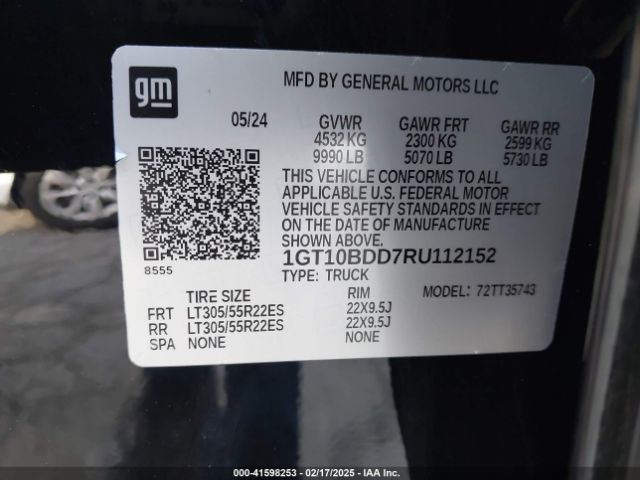 gm
MFD BY GENERAL MOTORS LLC
05/24 GVWR GAWR FRT GAWR RR
4532 KG 2300 KG 2599 KG
9990 LB 5070 LB 5730 LB
THIS VEHICLE CONFORMS TO ALL
APPLICABLE U.S. FEDERAL MOTOR
VEHICLE SAFETY STANDARDS IN EFFECT
ON THE DATE OF MANUFACTURE
SHOWN ABOVE.
8555
1GT10BDD7RU112152
TYPE: TRUCK
TIRE SIZE RIM MODEL: 72TT35743
FRT LT305/55R22ES 22X9.5J
RR LT305/55R22ES 22X9.5J
SPA NONE NONE
000-41598253 - 02/17/2025 - IAA Inc.